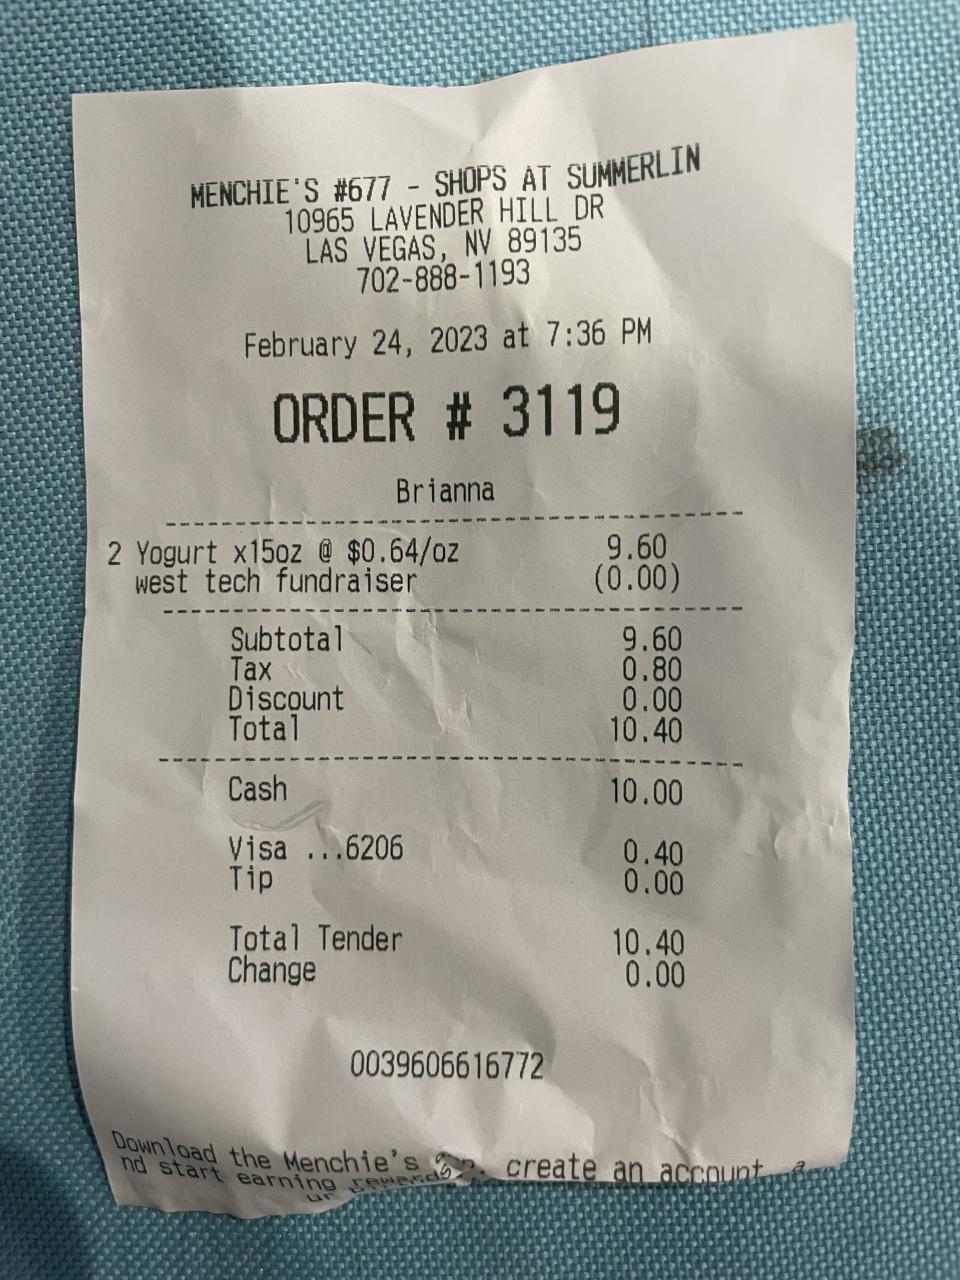 MENCHIE'S #677 - SHOPS AT SUMMERLIN
10965 LAVENDER HILL DR
LAS VEGAS, NV 89135
702-888-1193
February 24, 2023 at 7:36 PM
ORDER # 3119
Brianna
2 Yogurt x15oz @ $0.64/oz 9.60
west tech fundraiser (0.00)
Subtotal 9.60
Tax 0.80
Discount 0.00
Total 10.40
Cash 10.00
Visa ...6206 0.40
Tip 0.00
Total Tender 10.40
Change 0.00
0039606616772
Download the Menchie's create an account, a
nd start earning rewards